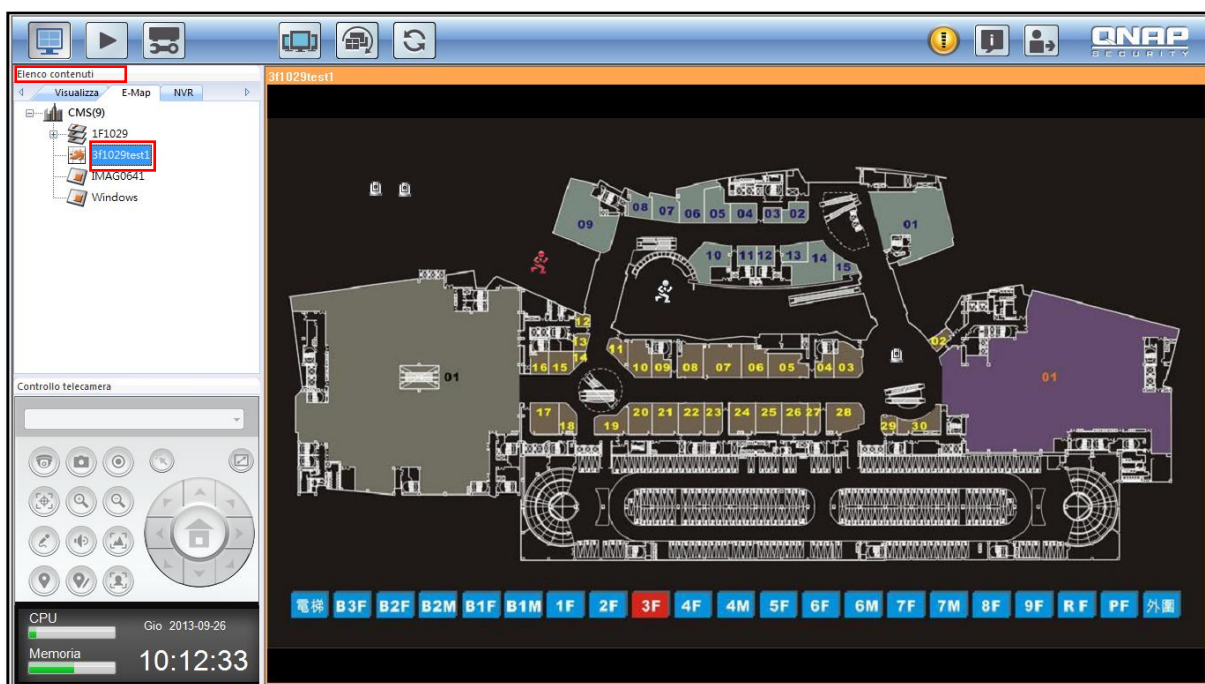 QNAP
SECURITY
Elenco contenuti
3f1029test1
Visualizza E-Map NVR
CMS(9)
1F1029
3f1029test1
IMAG0641
Windows
08 07 06 05 04 03 02
09
01
10 11 12 13 14 15
12
13
14
16 15
11 10 09 08 07 06 05 04 03
02
01
01
17 18 19 20 21 22 23 24 25 26 27 28 29 30
Controllo telecamera
電梯 B3F B2F B2M B1F B1M 1F 2F 3F 4F 4M 5F 6F 6M 7F 7M 8F 9F RF PF 外圍
CPU
Gio 2013-09-26
Memoria
10:12:33